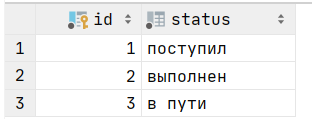 id status
1 1 поступил
2 2 выполнен
3 3 в пути